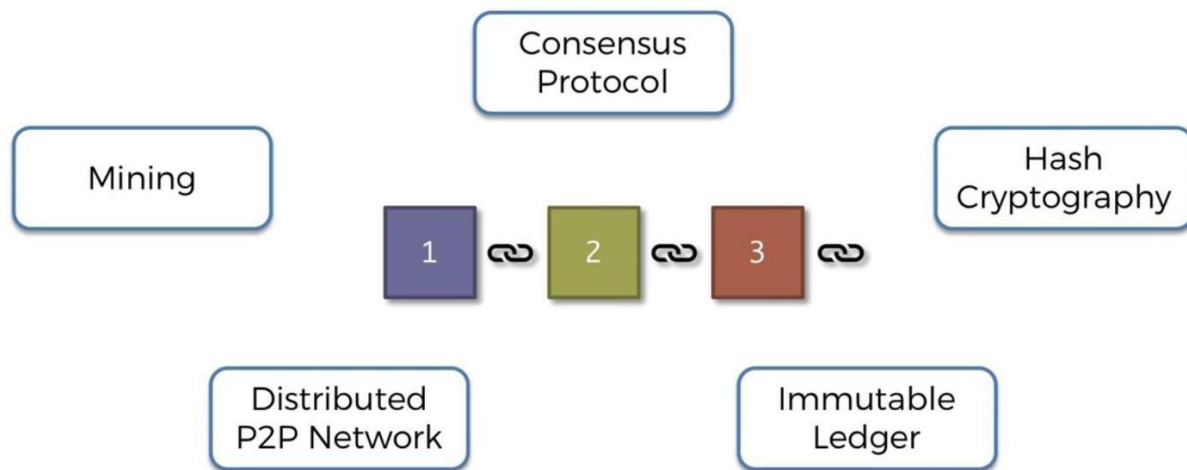 Consensus
Protocol
Mining
Hash
Cryptography
1
2
3
Distributed
P2P Network
Immutable
Ledger